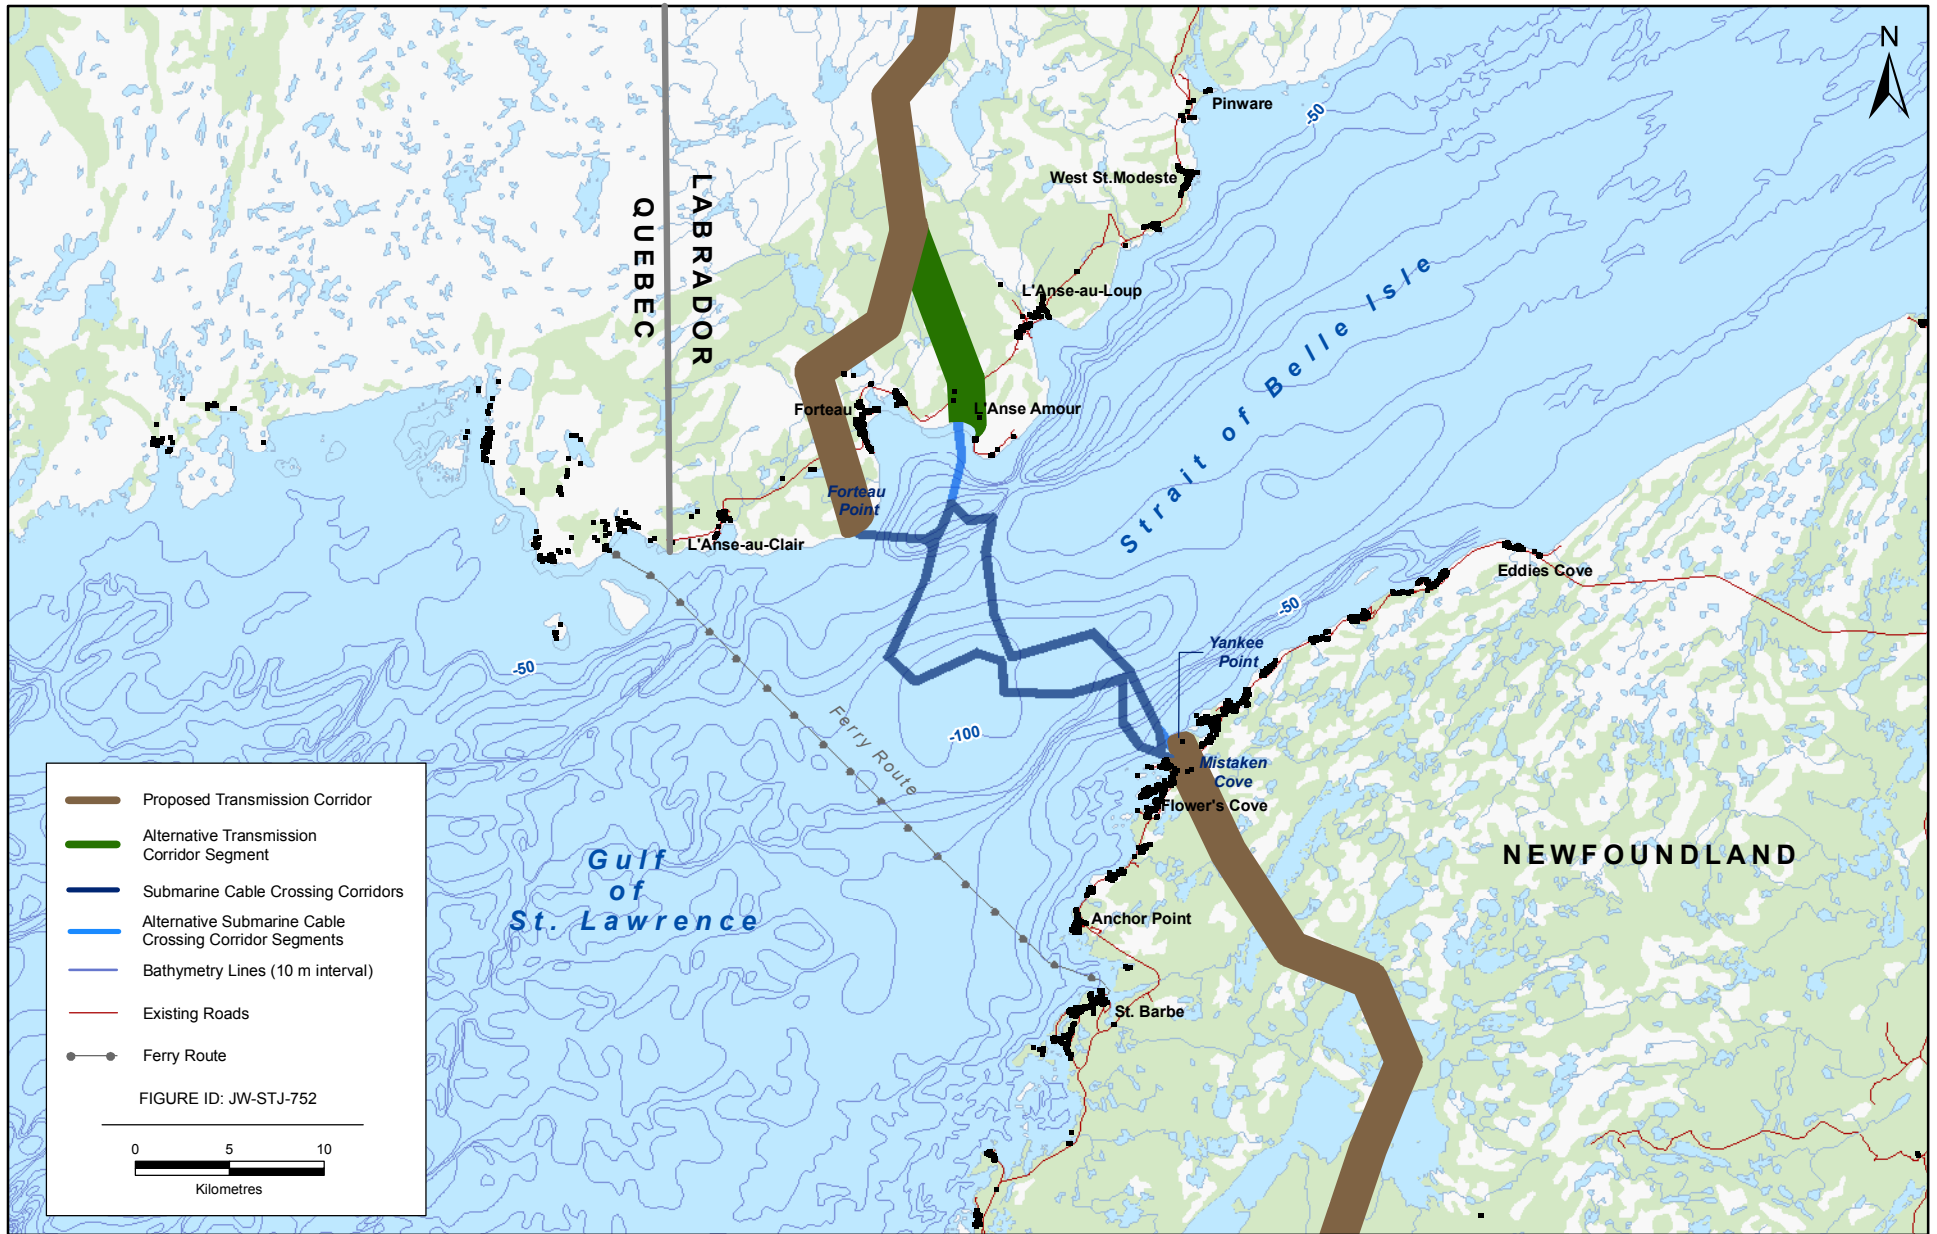 N
Pinware
-50
West St.Modeste
QUEBEC
LABRADOR
L'Anse-au-Loup
Strait of Belle Isle
Forteau
L'Anse Amour
Forteau
Point
L'Anse-au-Clair
Eddies Cove
-50
Yankee
Point
-50
-100
Ferry Route
Mistaken
Cove
Flower's Cove
NEWFOUNDLAND
Gulf
of
St. Lawrence
Anchor Point
St. Barbe
Proposed Transmission Corridor
Alternative Transmission
Corridor Segment
Submarine Cable Crossing Corridors
Alternative Submarine Cable
Crossing Corridor Segments
Bathymetry Lines (10 m interval)
Existing Roads
Ferry Route
FIGURE ID: JW-STJ-752
0 5 10
Kilometres